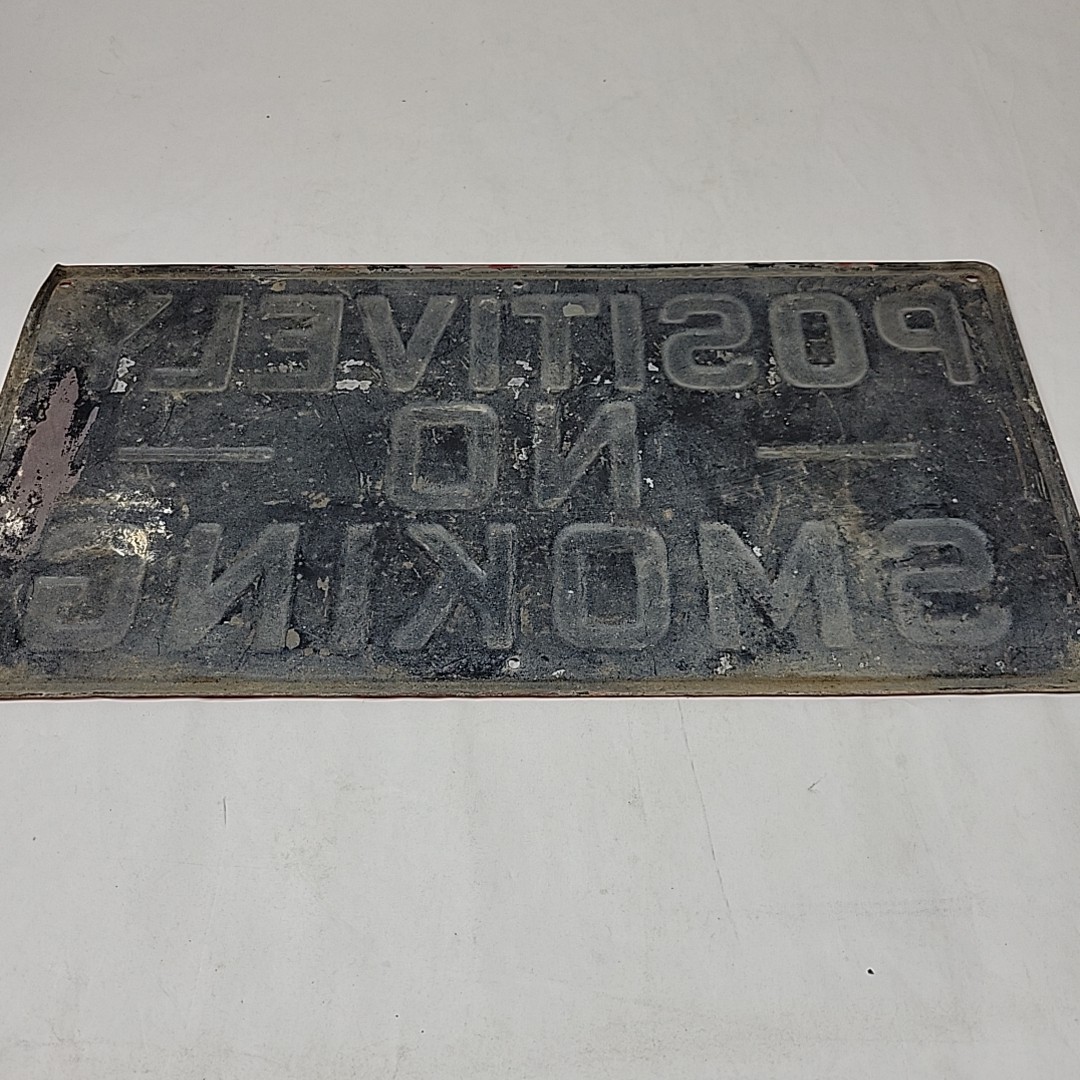 POSITIVELY
— NO —
SMOKING